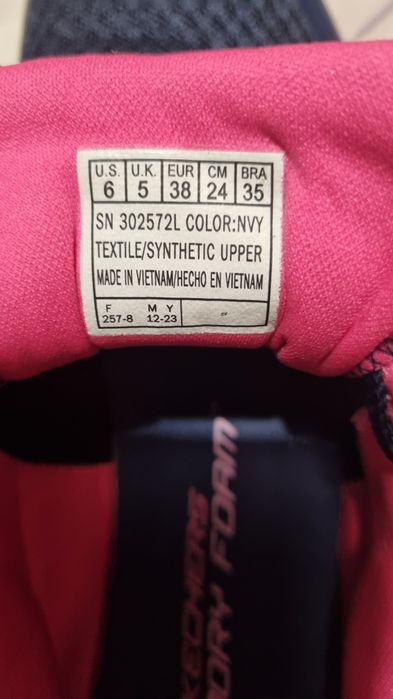 U.S. U.K. EUR CM BRA
6 5 38 24 35
SN 302572L COLOR:NVY
TEXTILE/SYNTHETIC UPPER
MADE IN VIETNAM/HECHO EN VIETNAM
F M Y
257-8 12-23
SKECHERS
MEMORY FOAM